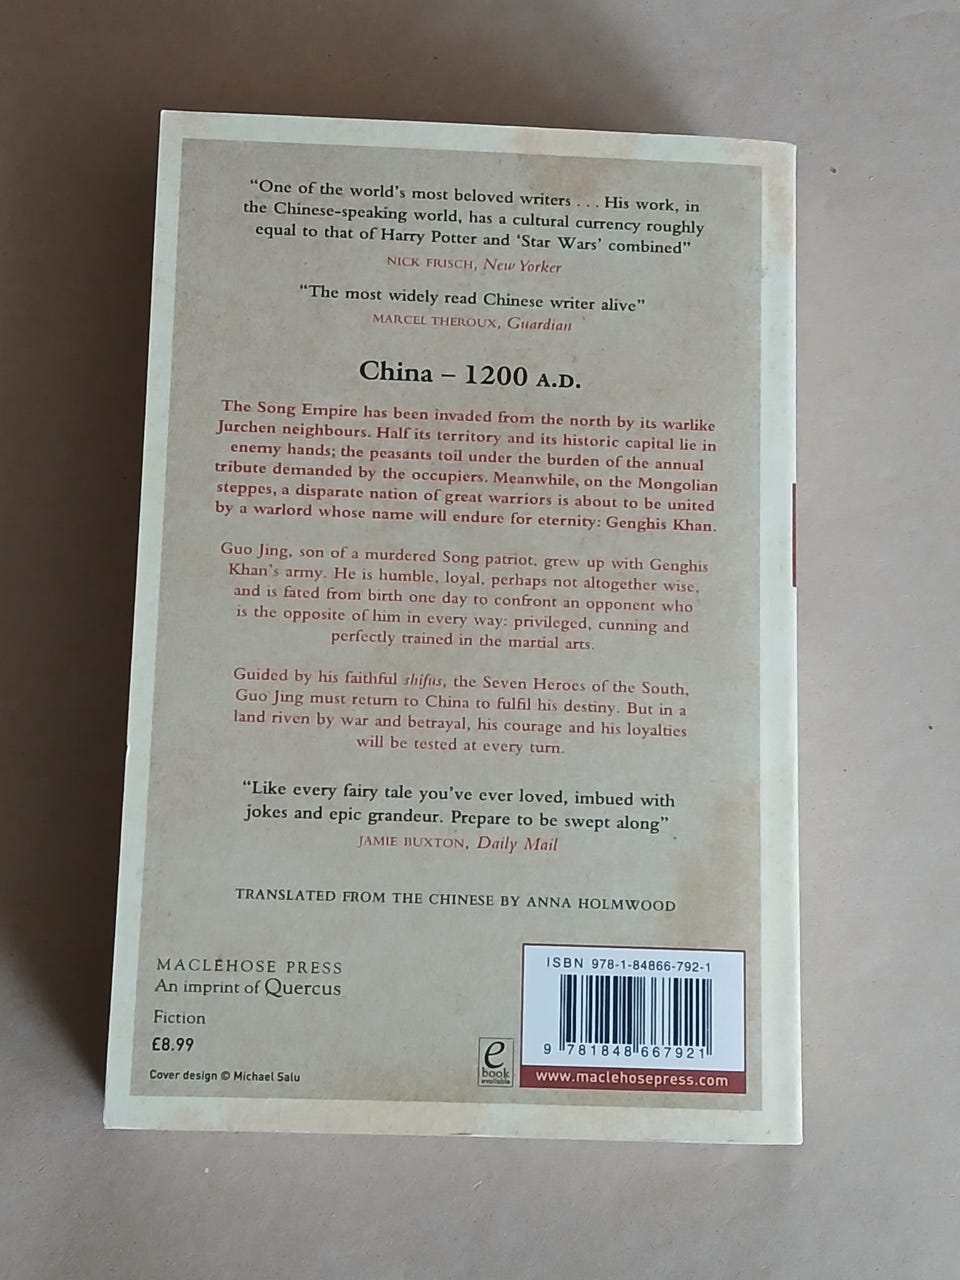 “One of the world’s most beloved writers . . . His work, in
the Chinese-speaking world, has a cultural currency roughly
equal to that of Harry Potter and ‘Star Wars’ combined”
NICK FRISCH, New Yorker
“The most widely read Chinese writer alive”
MARCEL THEROUX, Guardian
China – 1200 A.D.
The Song Empire has been invaded from the north by its warlike
Jurchen neighbours. Half its territory and its historic capital lie in
enemy hands; the peasants toil under the burden of the annual
tribute demanded by the occupiers. Meanwhile, on the Mongolian
steppes, a disparate nation of great warriors is about to be united
by a warlord whose name will endure for eternity: Genghis Khan.
Guo Jing, son of a murdered Song patriot, grew up with Genghis
Khan’s army. He is humble, loyal, perhaps not altogether wise,
and is fated from birth one day to confront an opponent who
is the opposite of him in every way: privileged, cunning and
perfectly trained in the martial arts.
Guided by his faithful shifus, the Seven Heroes of the South,
Guo Jing must return to China to fulfil his destiny. But in a
land riven by war and betrayal, his courage and his loyalties
will be tested at every turn.
“Like every fairy tale you’ve ever loved, imbued with
jokes and epic grandeur. Prepare to be swept along”
JAMIE BUXTON, Daily Mail
TRANSLATED FROM THE CHINESE BY ANNA HOLMWOOD
MACLEHOSE PRESS
An imprint of Quercus
Fiction
£8.99
Cover design © Michael Salu
e
book
available
ISBN 978-1-84866-792-1
9 781848 667921
www.maclehosepress.com